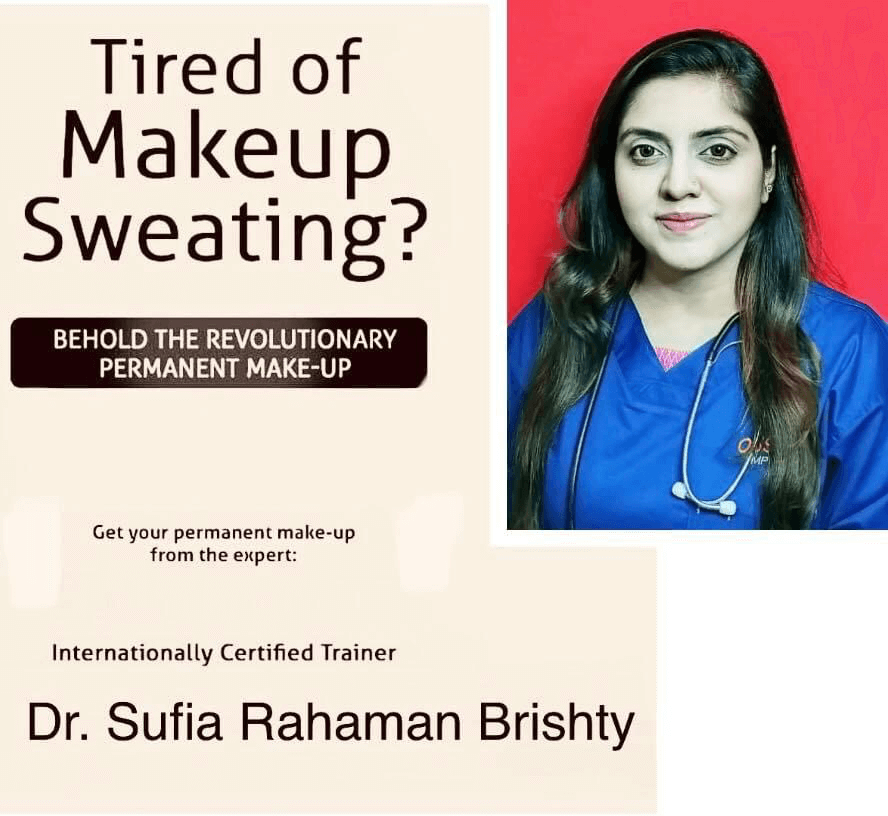 Tired of
Makeup
Sweating?
BEHOLD THE REVOLUTIONARY
PERMANENT MAKE-UP
Get your permanent make-up
from the expert:
Internationally Certified Trainer
Dr. Sufia Rahaman Brishty